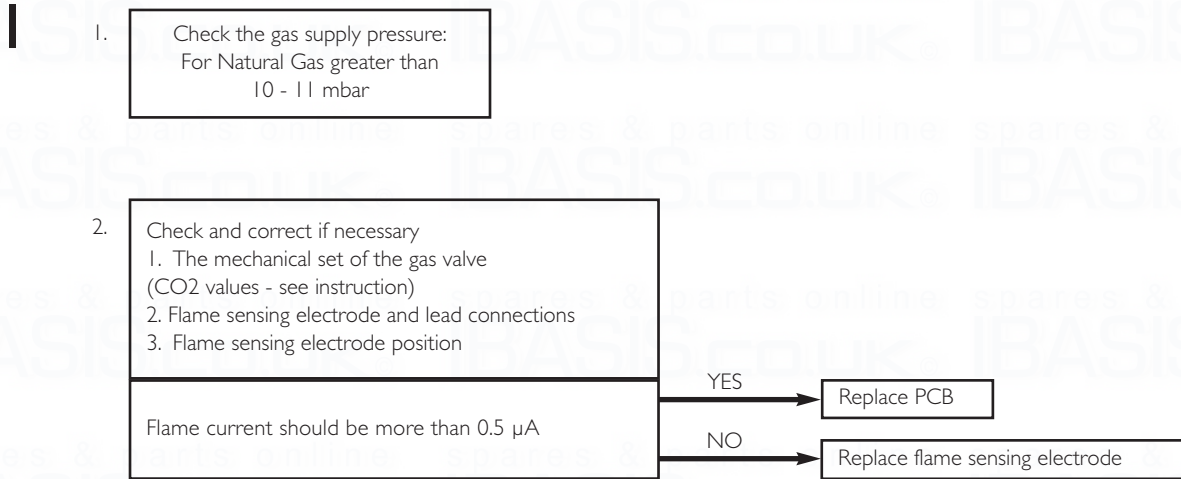 I
1.
Check the gas supply pressure:
For Natural Gas greater than
10 - 11 mbar
2.
Check and correct if necessary
1. The mechanical set of the gas valve
(CO2 values - see instruction)
2. Flame sensing electrode and lead connections
3. Flame sensing electrode position
Flame current should be more than 0.5 µA
YES
Replace PCB
NO
Replace flame sensing electrode